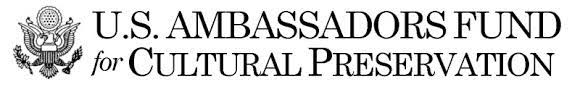 U.S. AMBASSADORS FUND
for CULTURAL PRESERVATION